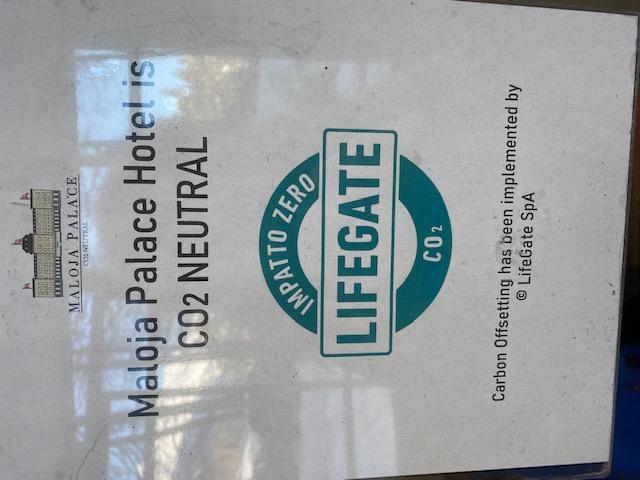 MALOJA PALACE
CO2-NEUTRAL
Maloja Palace Hotel is
CO2 NEUTRAL
IMPATTO ZERO
LIFEGATE
CO₂
Carbon Offsetting has been implemented by
© LifeGate SpA